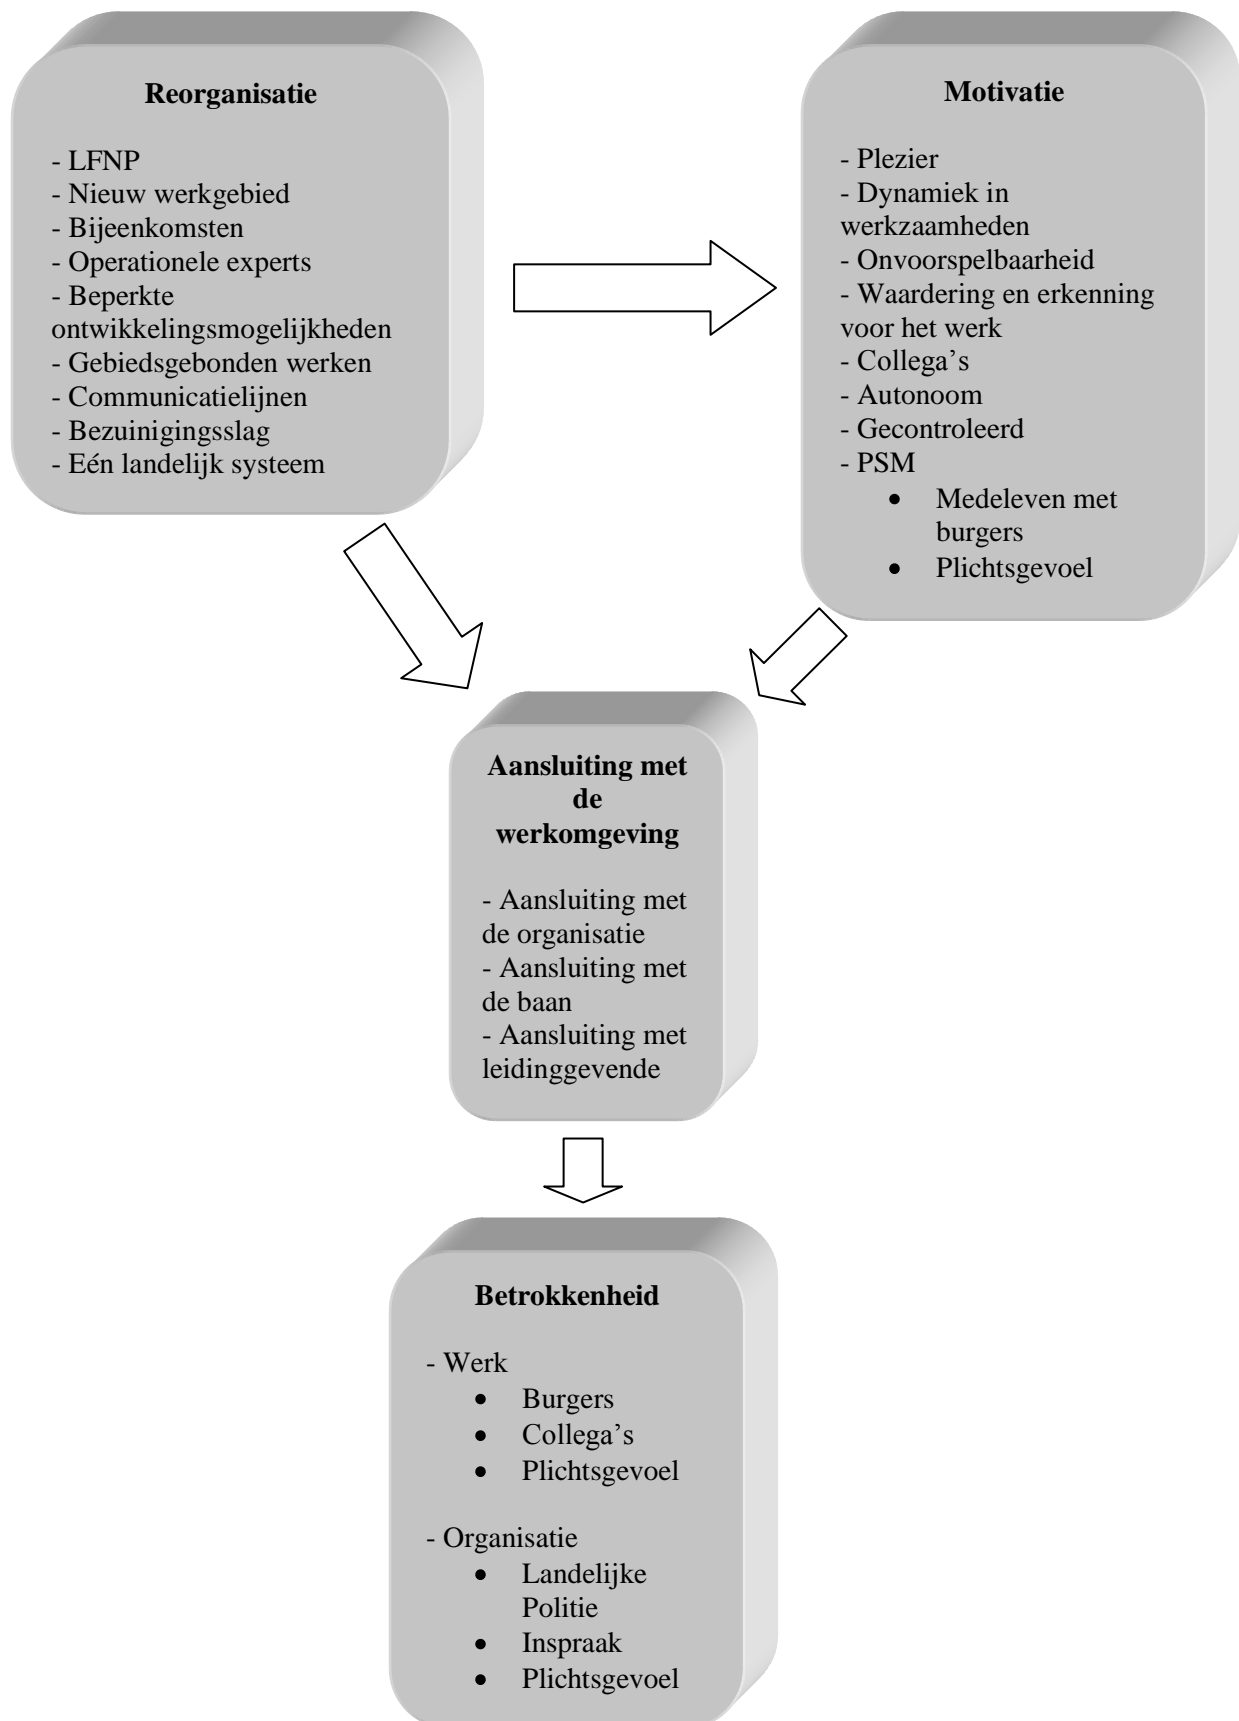 Reorganisatie
- LFNP
- Nieuw werkgebied
- Bijeenkomsten
- Operationele experts
- Beperkte
ontwikkelingsmogelijkheden
- Gebiedsgebonden werken
- Communicatielijnen
- Bezuinigingsslag
- Eén landelijk systeem
Motivatie
- Plezier
- Dynamiek in
werkzaamheden
- Onvoorspelbaarheid
- Waardering en erkenning
voor het werk
- Collega’s
- Autonoom
- Gecontroleerd
- PSM
• Medeleven met
burgers
• Plichtsgevoel
Aansluiting met
de
werkomgeving
- Aansluiting met
de organisatie
- Aansluiting met
de baan
- Aansluiting met
leidinggevende
Betrokkenheid
- Werk
• Burgers
• Collega’s
• Plichtsgevoel
- Organisatie
• Landelijke
Politie
• Inspraak
• Plichtsgevoel